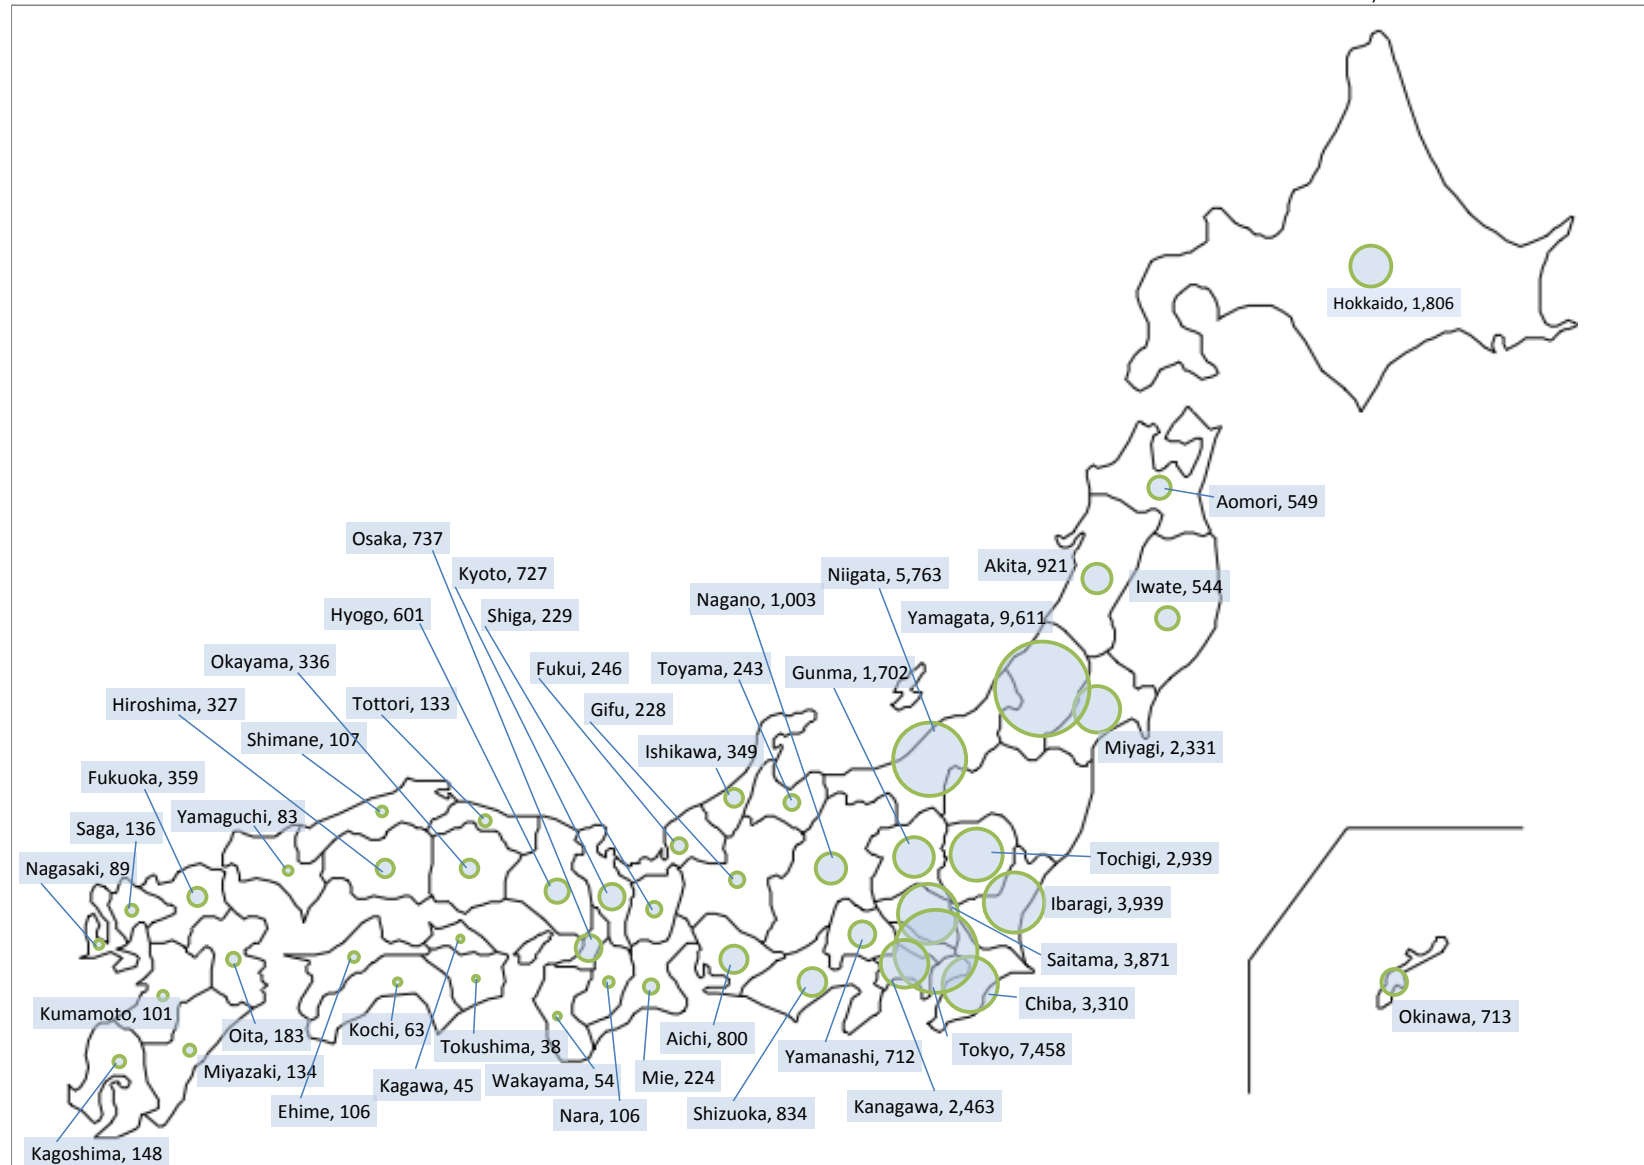 Hokkaido, 1,806
Aomori, 549
Osaka, 737
Kyoto, 727
Niigata, 5,763
Akita, 921
Iwate, 544
Hyogo, 601
Shiga, 229
Nagano, 1,003
Yamagata, 9,611
Okayama, 336
Fukui, 246
Toyama, 243
Gunma, 1,702
Hiroshima, 327
Tottori, 133
Gifu, 228
Shimane, 107
Ishikawa, 349
Miyagi, 2,331
Fukuoka, 359
Yamaguchi, 83
Saga, 136
Nagasaki, 89
Tochigi, 2,939
Ibaragi, 3,939
Saitama, 3,871
Chiba, 3,310
Kumamoto, 101
Oita, 183
Kochi, 63
Tokushima, 38
Aichi, 800
Yamanashi, 712
Tokyo, 7,458
Okinawa, 713
Miyazaki, 134
Kagawa, 45
Wakayama, 54
Mie, 224
Ehime, 106
Nara, 106
Shizuoka, 834
Kanagawa, 2,463
Kagoshima, 148